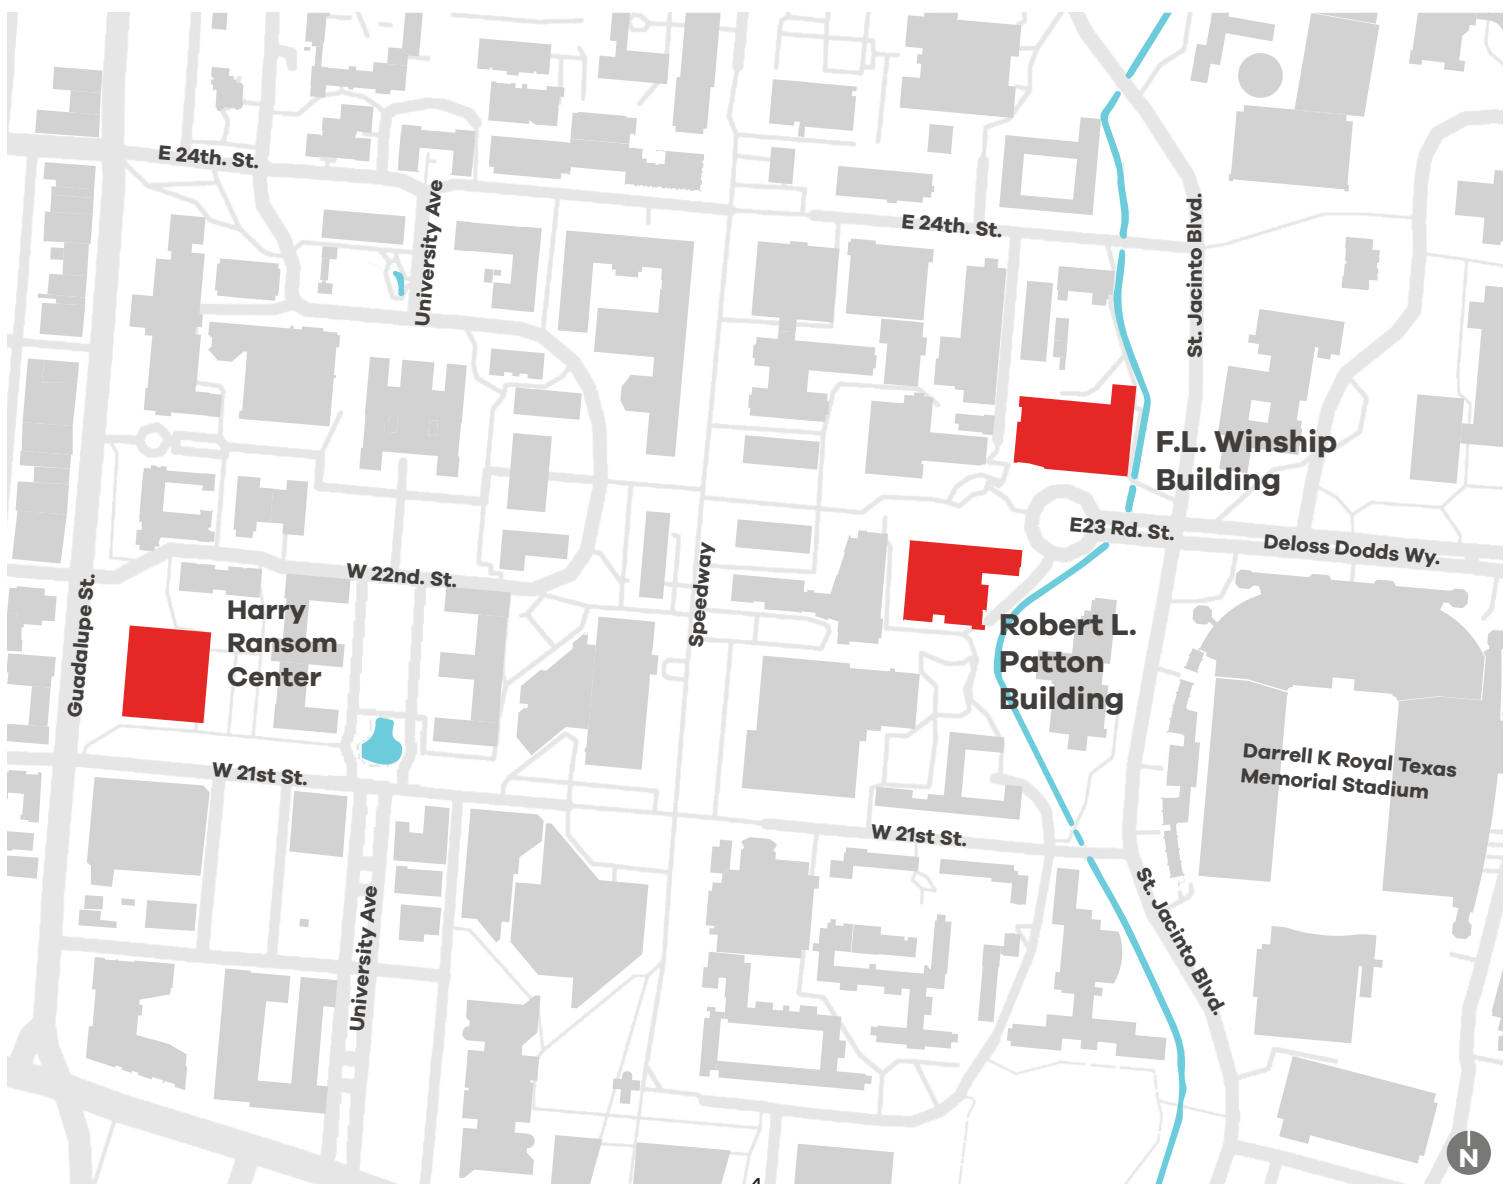 E 24th. St.
University Ave
E 24th. St.
St. Jacinto Blvd.
F.L. Winship
Building
E23 Rd. St.
Deloss Dodds Wy.
W 22nd. St.
Guadalupe St.
Harry
Ransom
Center
Speedway
Robert L.
Patton
Building
Darrell K Royal Texas
Memorial Stadium
W 21st St.
W 21st St.
University Ave
St. Jacinto Blvd.
N